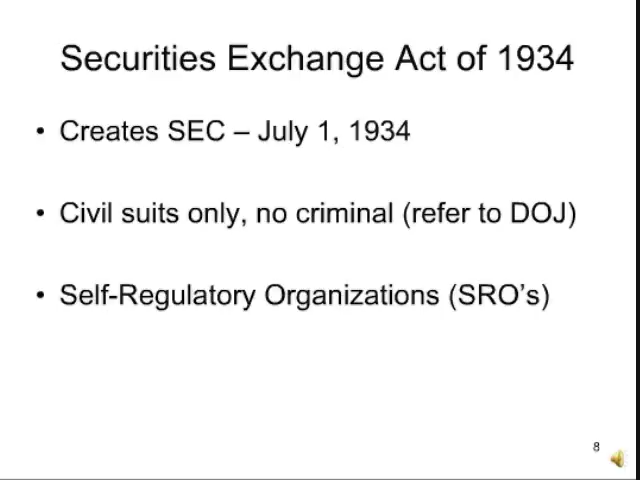 Securities Exchange Act of 1934
• Creates SEC – July 1, 1934
• Civil suits only, no criminal (refer to DOJ)
• Self-Regulatory Organizations (SRO’s)
8